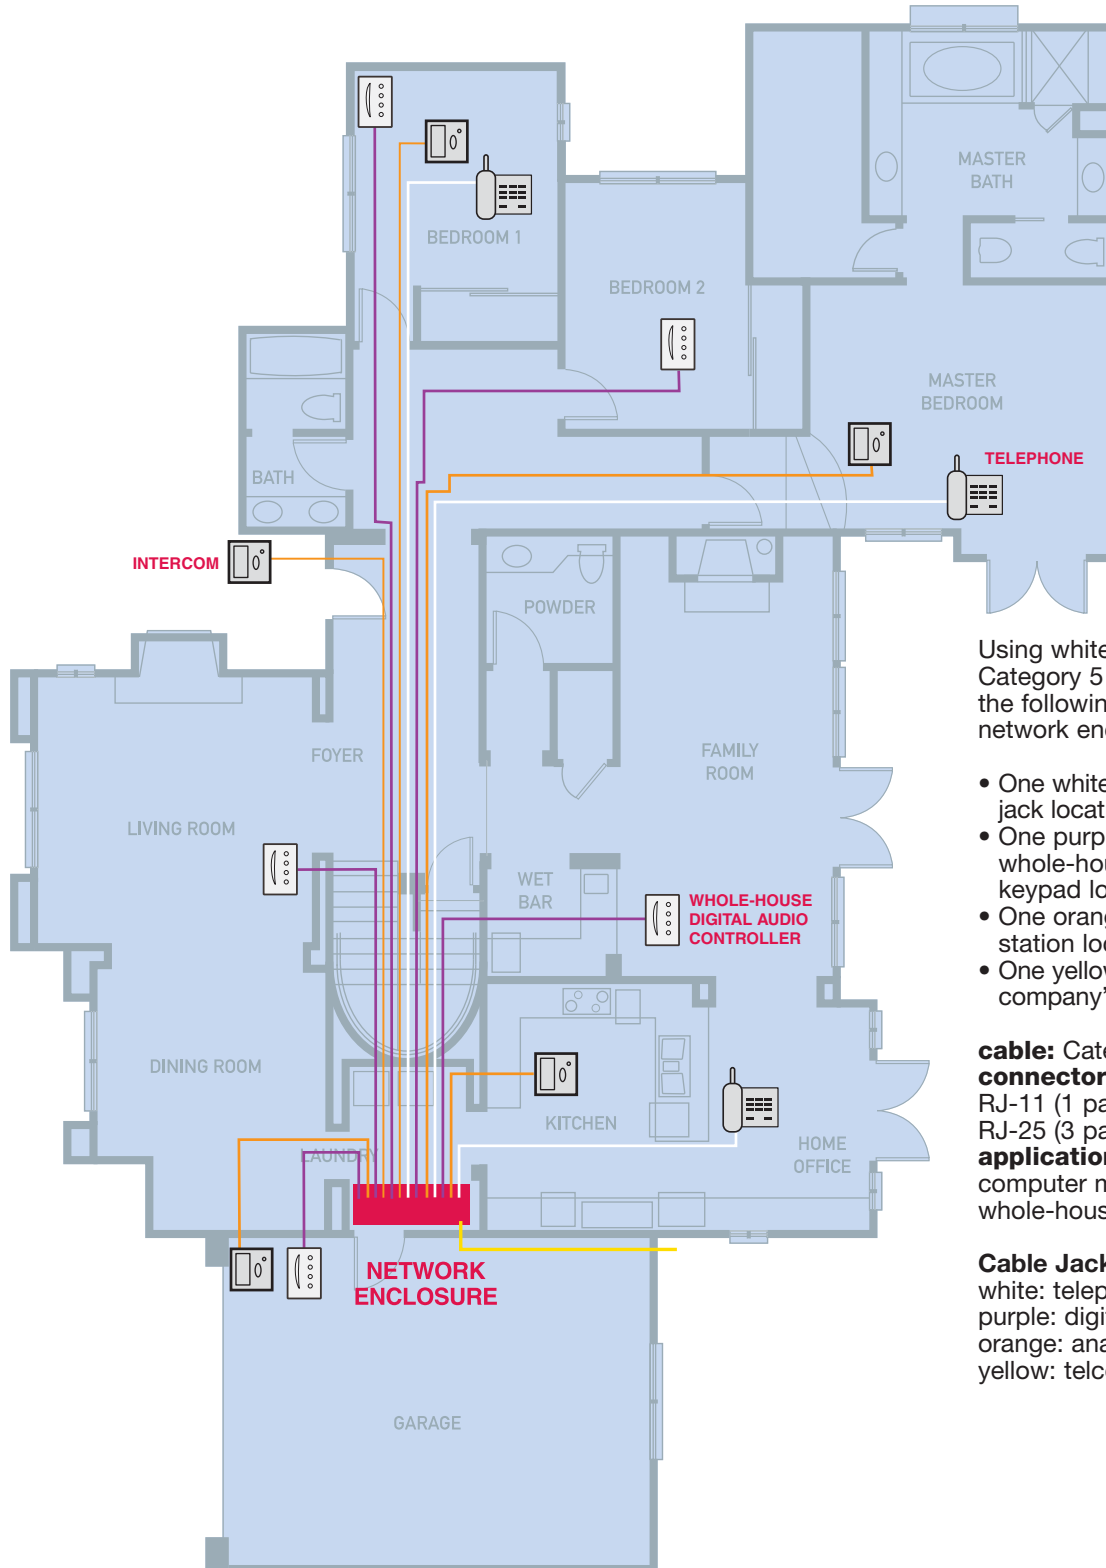 MASTER
BATH
BEDROOM 1
BEDROOM 2
MASTER
BEDROOM
TELEPHONE
BATH
INTERCOM
POWDER
FOYER
FAMILY
ROOM
LIVING ROOM
WET
BAR
WHOLE-HOUSE
DIGITAL AUDIO
CONTROLLER
DINING ROOM
KITCHEN
HOME
OFFICE
LAUNDRY
NETWORK
ENCLOSURE
GARAGE
Using white
Category 5
the followin
network en
• One white
jack locat
• One purp
whole-hou
keypad lo
• One orang
station loc
• One yellow
company'
cable: Cate
connector
RJ-11 (1 pa
RJ-25 (3 pa
application
computer m
whole-hous
Cable Jack
white: telep
purple: digit
orange: ana
yellow: telc